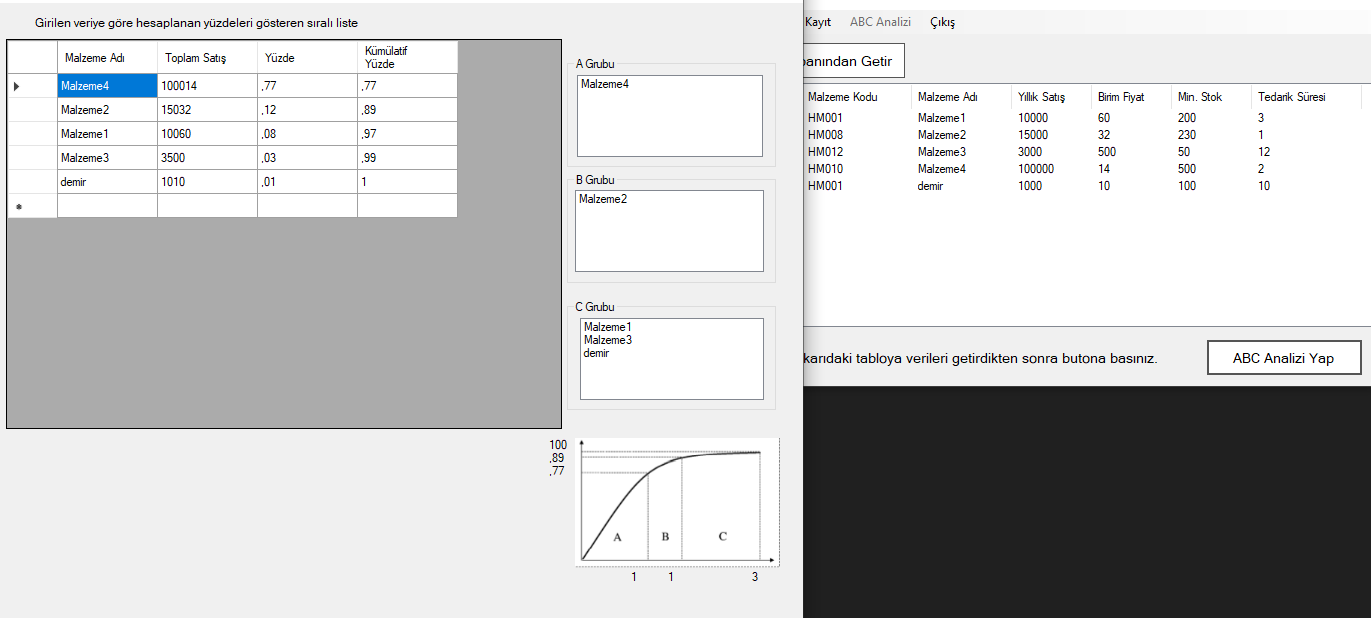 Girilen veriye göre hesaplanan yüzdeleri gösteren sıralı liste
Malzeme Adı Toplam Satış Yüzde Kümülatif Yüzde
Malzeme4 100014 ,77 ,77
Malzeme2 15032 ,12 ,89
Malzeme1 10060 ,08 ,97
Malzeme3 3500 ,03 ,99
demir 1010 ,01 1
A Grubu
Malzeme4
B Grubu
Malzeme2
C Grubu
Malzeme1
Malzeme3
demir
100
,89
,77
A B C
1 1 3
Kayıt ABC Analizi Çıkış
anından Getir
Malzeme Kodu Malzeme Adı Yıllık Satış Birim Fiyat Min. Stok Tedarik Süresi
HM001 Malzeme1 10000 60 200 3
HM008 Malzeme2 15000 32 230 1
HM012 Malzeme3 3000 500 50 12
HM010 Malzeme4 100000 14 500 2
HM001 demir 1000 10 100 10
karıdaki tabloya verileri getirdikten sonra butona basınız.
ABC Analizi Yap